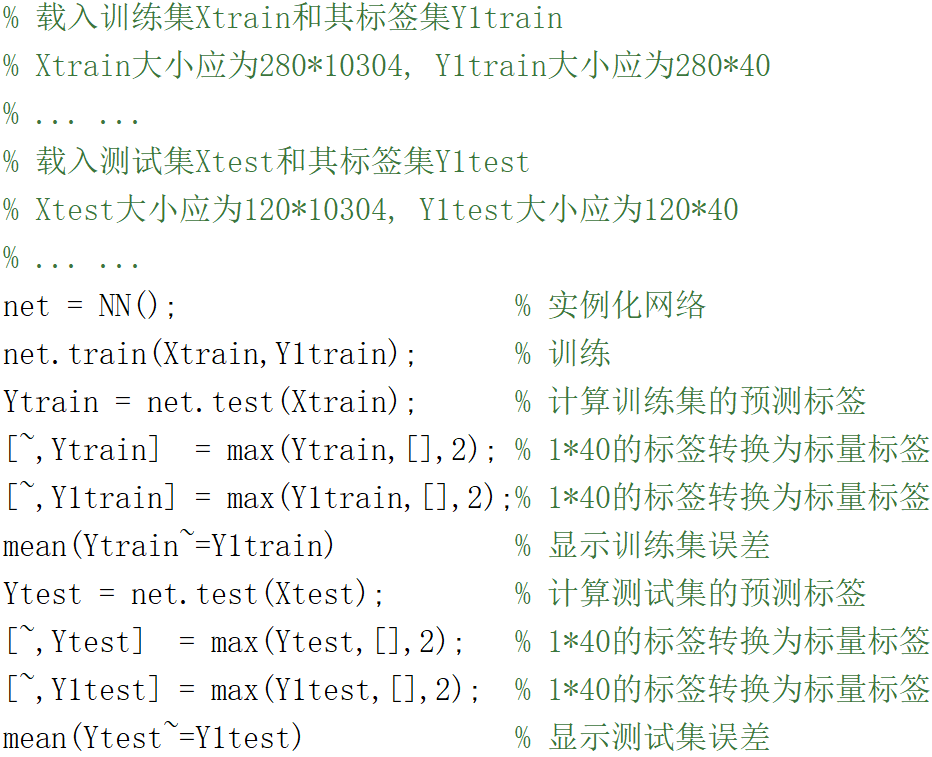 % 载入训练集Xtrain和其标签集Y1train
% Xtrain大小应为280*10304, Y1train大小应为280*40
% ... ...
% 载入测试集Xtest和其标签集Y1test
% Xtest大小应为120*10304, Y1test大小应为120*40
% ... ...
net = NN(); % 实例化网络
net.train(Xtrain,Y1train); % 训练
Ytrain = net.test(Xtrain); % 计算训练集的预测标签
[~,Ytrain] = max(Ytrain,[],2); % 1*40的标签转换为标量标签
[~,Y1train] = max(Y1train,[],2);% 1*40的标签转换为标量标签
mean(Ytrain~=Y1train) % 显示训练集误差
Ytest = net.test(Xtest); % 计算测试集的预测标签
[~,Ytest] = max(Ytest,[],2); % 1*40的标签转换为标量标签
[~,Y1test] = max(Y1test,[],2); % 1*40的标签转换为标量标签
mean(Ytest~=Y1test) % 显示测试集误差